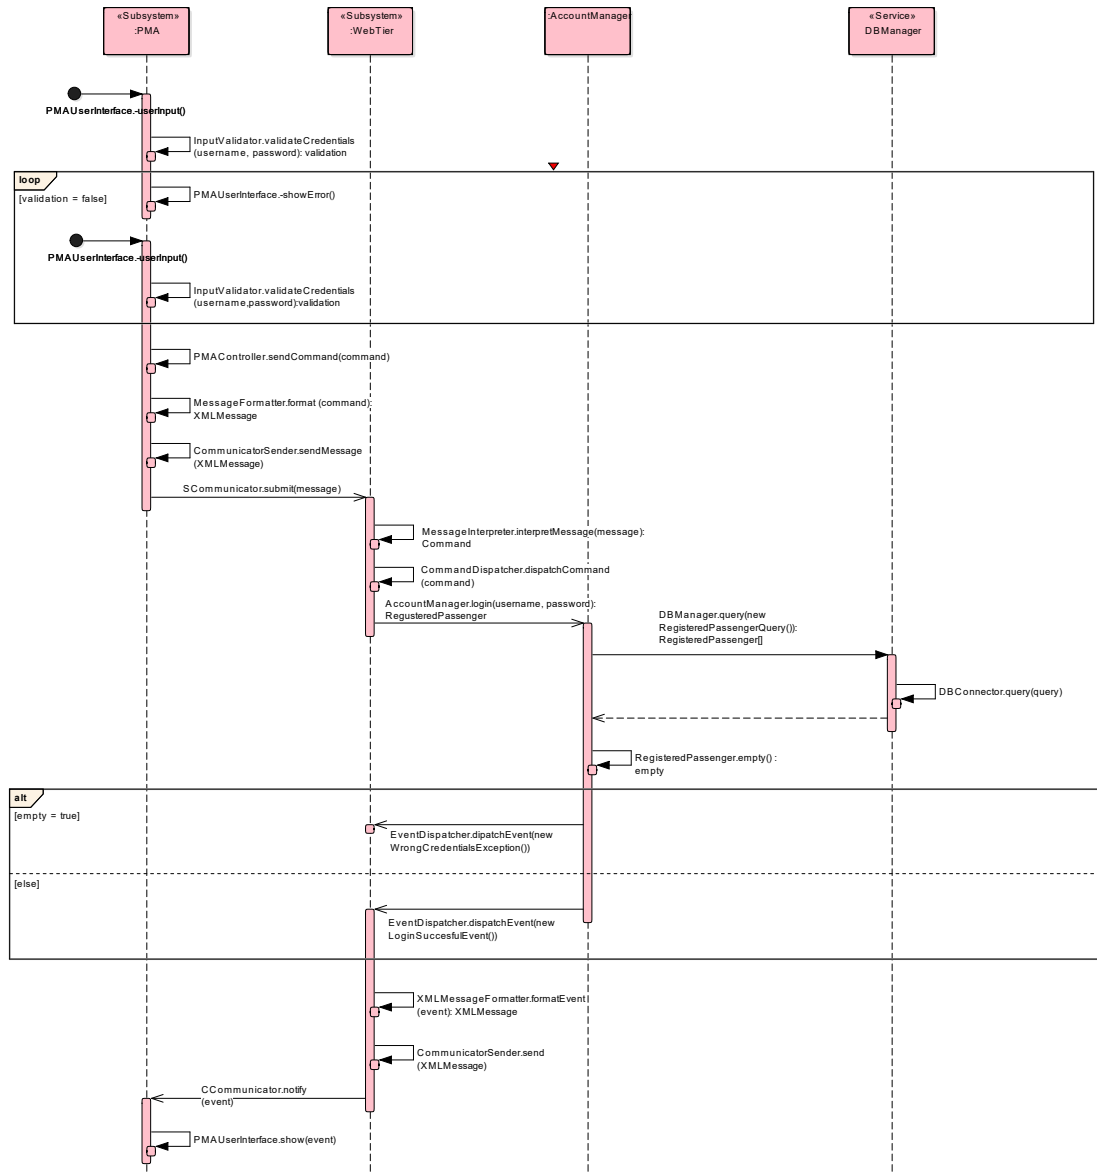 «Subsystem»
:PMA
«Subsystem»
:WebTier
:AccountManager
«Service»
DBManager
PMAUserInterface.-userInput()
InputValidator.validateCredentials
(username, password): validation
loop
[validation = false]
PMAUserInterface.-showError()
PMAUserInterface.-userInput()
InputValidator.validateCredentials
(username,password):validation
PMAController.sendCommand(command)
MessageFormatter.format (command):
XMLMessage
CommunicatorSender.sendMessage
(XMLMessage)
SCommunicator.submit(message)
MessageInterpreter.interpretMessage(message):
Command
CommandDispatcher.dispatchCommand
(command)
AccountManager.login(username, password):
RegusteredPassenger
DBManager.query(new
RegisteredPassengerQuery()):
RegisteredPassenger[]
DBConnector.query(query)
RegisteredPassenger.empty() :
empty
alt
[empty = true]
EventDispatcher.dipatchEvent(new
WrongCredentialsException())
[else]
EventDispatcher.dispatchEvent(new
LoginSuccesfulEvent())
XMLMessageFormatter.formatEvent
(event): XMLMessage
CommunicatorSender.send
(XMLMessage)
CCommunicator.notify
(event)
PMAUserInterface.show(event)